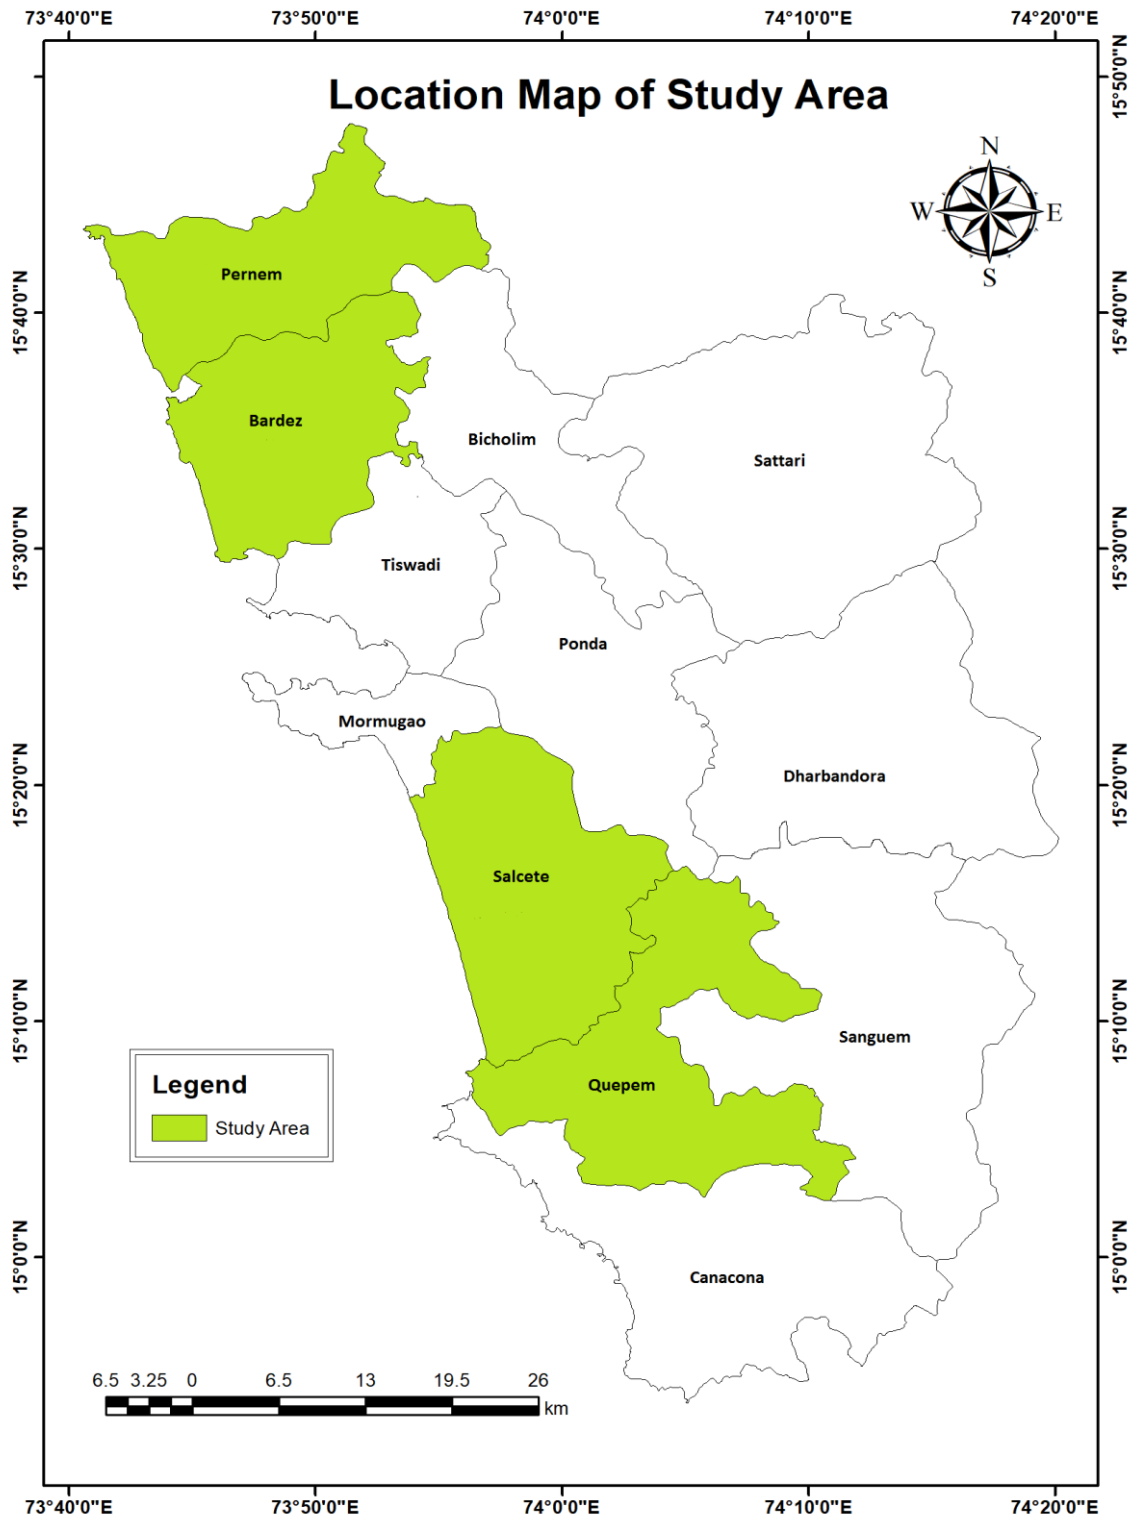 73°40'0"E 73°50'0"E 74°0'0"E 74°10'0"E 74°20'0"E
Location Map of Study Area
15°50'0"N
15°50'0"N
N
W E
S
Pernem
15°40'0"N
15°40'0"N
Bardez
Bicholim
Sattari
15°30'0"N
15°30'0"N
Tiswadi
Ponda
Mormugao
Dharbandora
15°20'0"N
15°20'0"N
Salcete
15°10'0"N
15°10'0"N
Sanguem
Quepem
Legend
Study Area
15°0'0"N
15°0'0"N
Canacona
6.5 3.25 0 6.5 13 19.5 26
km
73°40'0"E 73°50'0"E 74°0'0"E 74°10'0"E 74°20'0"E